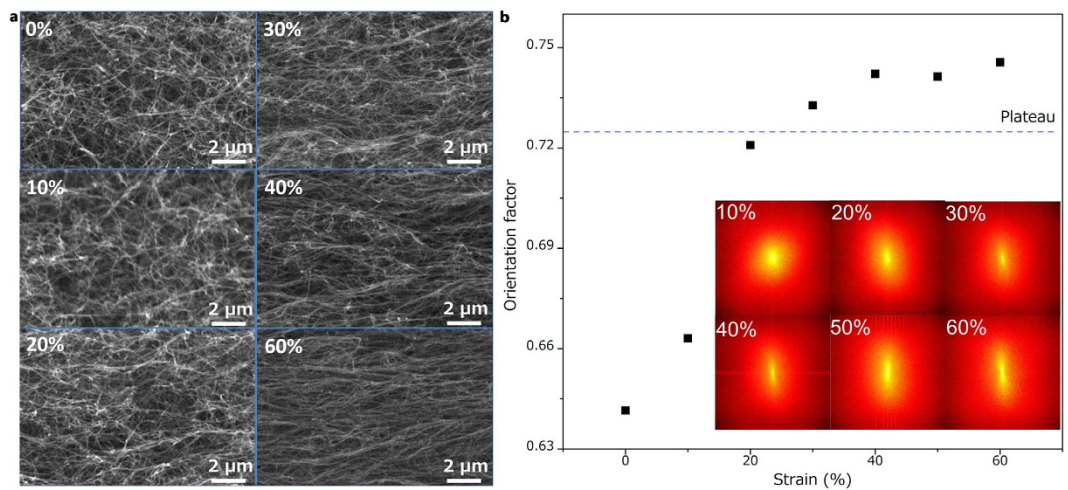 a
0%
2 µm
30%
2 µm
10%
2 µm
40%
2 µm
20%
2 µm
60%
2 µm
b
0.75
0.72
0.69
0.66
0.63
Orientation factor
Plateau
10%
20%
30%
40%
50%
60%
0
20
40
60
Strain (%)